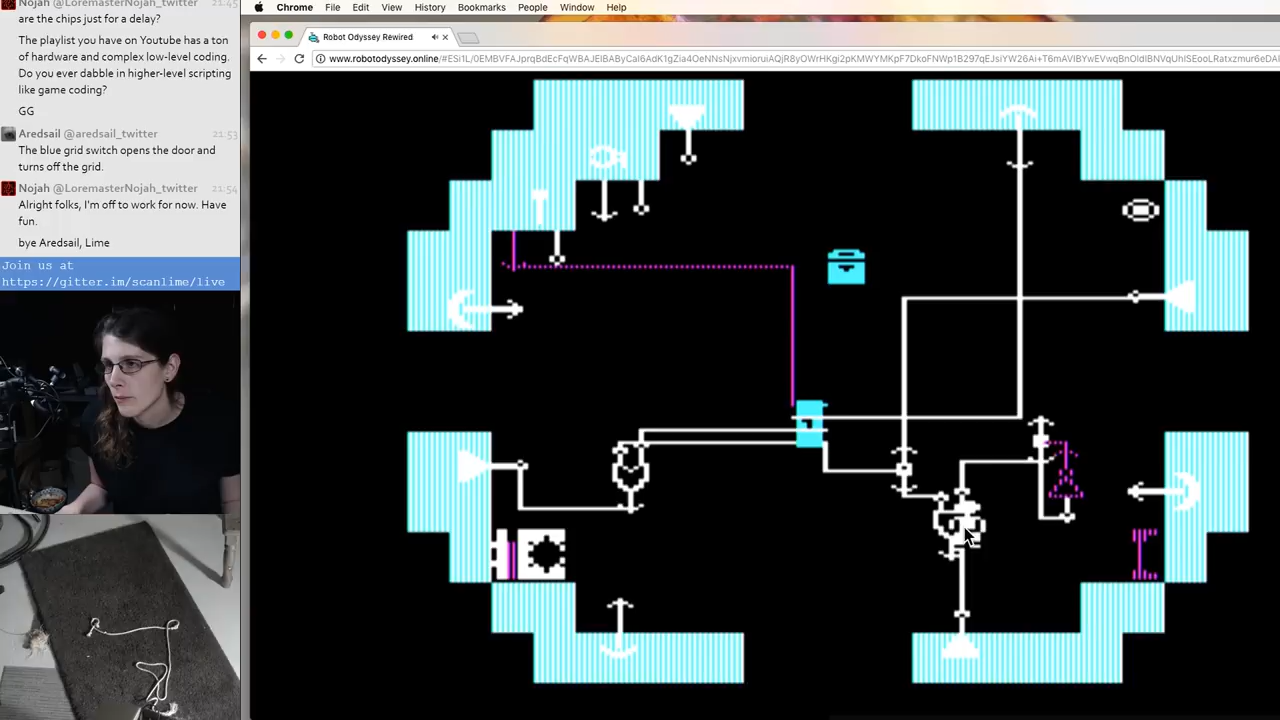 Chrome File Edit View History Bookmarks People Window Help
Robot Odyssey Rewired
Nojah @LoremasterNojah_twitter 21:45
are the chips just for a delay?
The playlist you have on Youtube has a ton
of hardware and complex low-level coding.
Do you ever dabble in higher-level scripting
like game coding?
GG
Aredsail @aredsail_twitter 21:53
The blue grid switch opens the door and
turns off the grid.
Nojah @LoremasterNojah_twitter 21:54
Alright folks, I'm off to work for now. Have
fun.
bye Aredsail, Lime
Join us at
https://gitter.im/scanlime/live